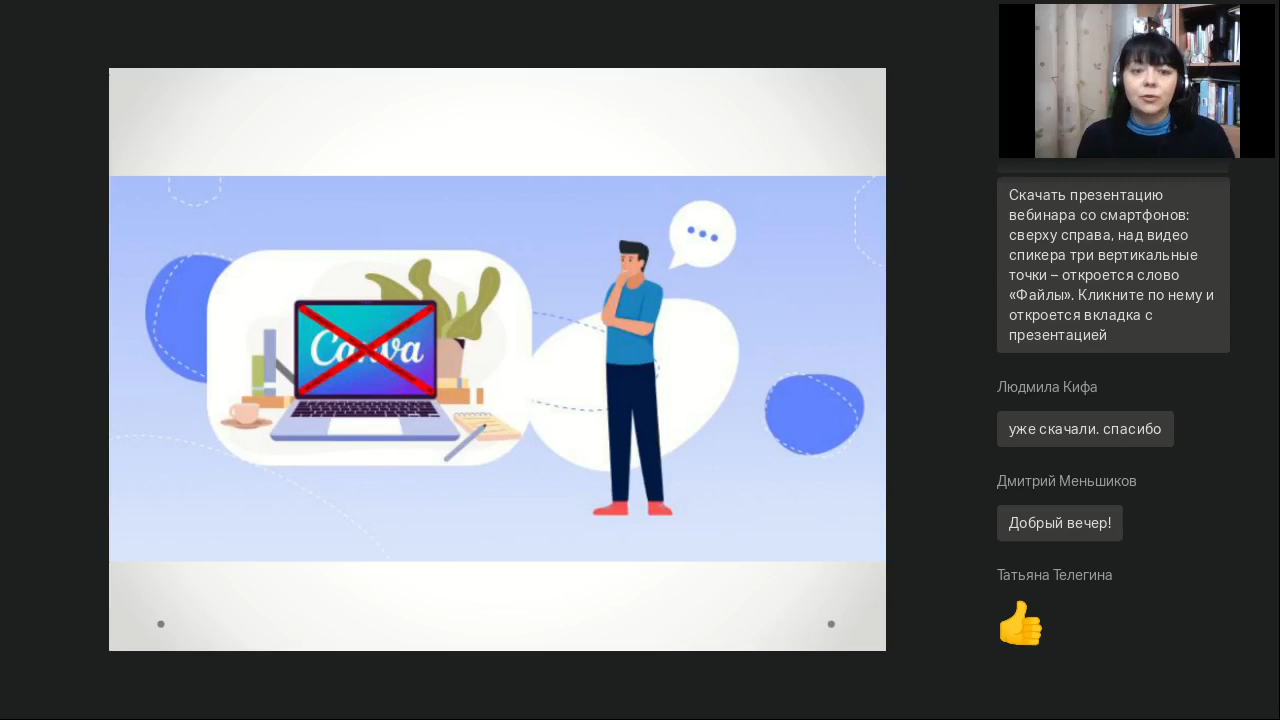 Canva
Скачать презентацию
вебинара со смартфонов:
сверху справа, над видео
спикера три вертикальные
точки – откроется слово
«Файлы». Кликните по нему и
откроется вкладка с
презентацией
Людмила Кифа
уже скачали. спасибо
Дмитрий Меньшиков
Добрый вечер!
Татьяна Телегина